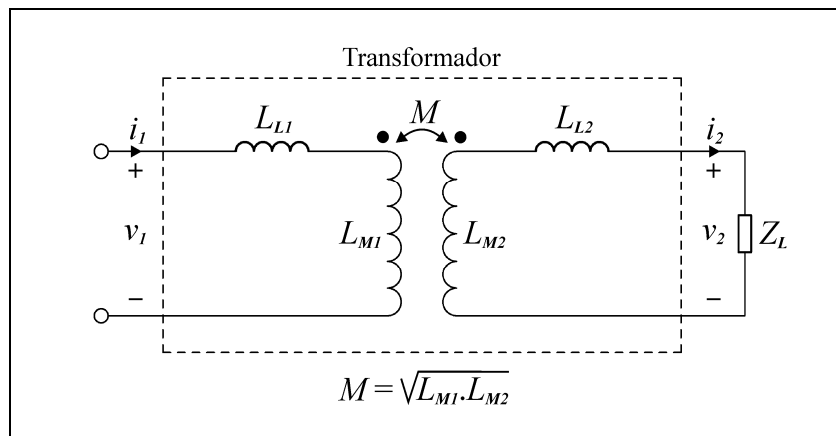 Transformador
M
i1
LL1
LL2
i2
+
+
v1
LM1
LM2
v2
ZL
−
−
M = √LM1.LM2